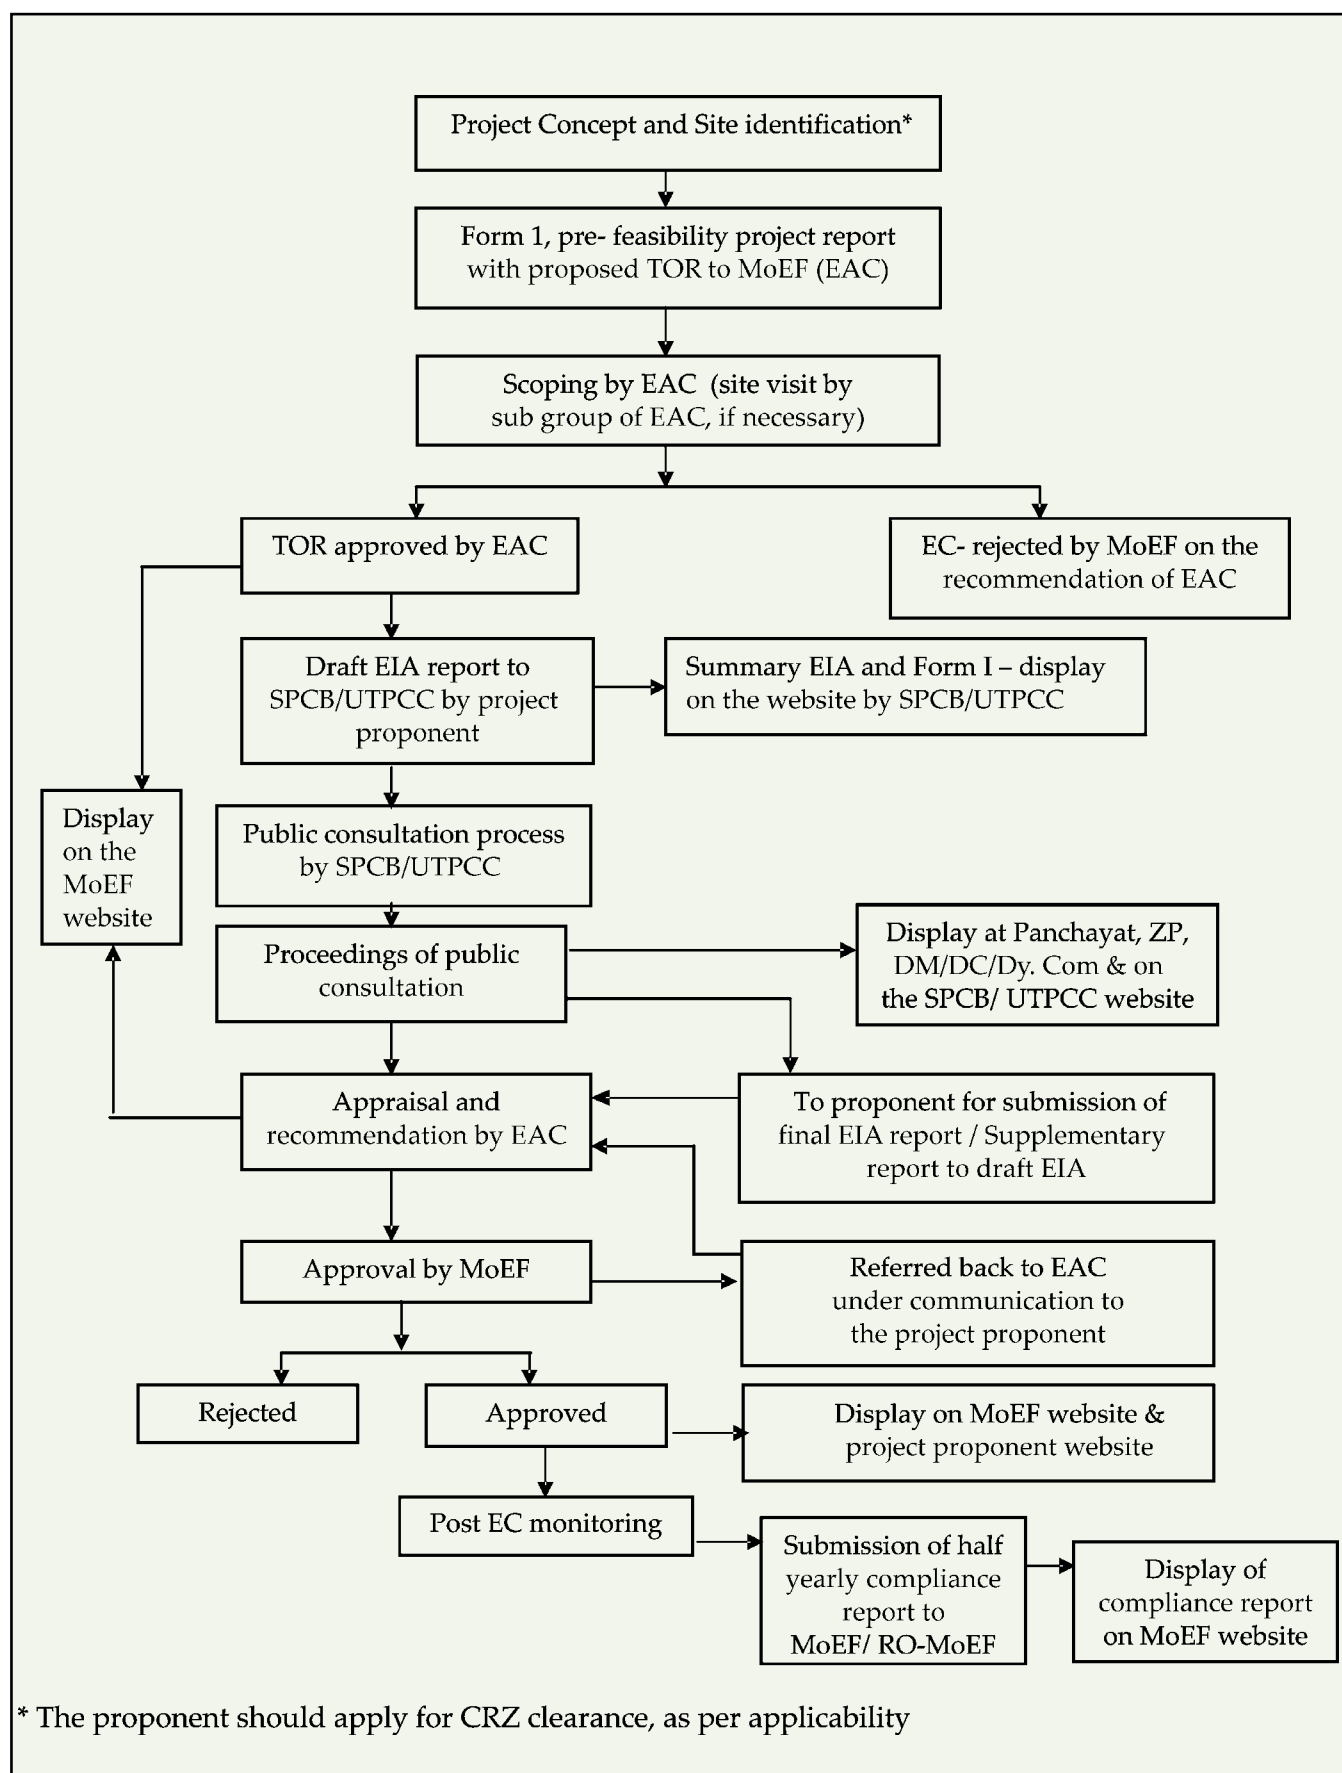 Project Concept and Site identification*
Form 1, pre- feasibility project report
with proposed TOR to MoEF (EAC)
Scoping by EAC (site visit by
sub group of EAC, if necessary)
TOR approved by EAC
EC- rejected by MoEF on the
recommendation of EAC
Draft EIA report to
SPCB/UTPCC by project
proponent
Summary EIA and Form I – display
on the website by SPCB/UTPCC
Display
on the
MoEF
website
Public consultation process
by SPCB/UTPCC
Proceedings of public
consultation
Display at Panchayat, ZP,
DM/DC/Dy. Com & on
the SPCB/ UTPCC website
Appraisal and
recommendation by EAC
To proponent for submission of
final EIA report / Supplementary
report to draft EIA
Approval by MoEF
Referred back to EAC
under communication to
the project proponent
Rejected
Approved
Display on MoEF website &
project proponent website
Post EC monitoring
Submission of half
yearly compliance
report to
MoEF/ RO-MoEF
Display of
compliance report
on MoEF website
* The proponent should apply for CRZ clearance, as per applicability